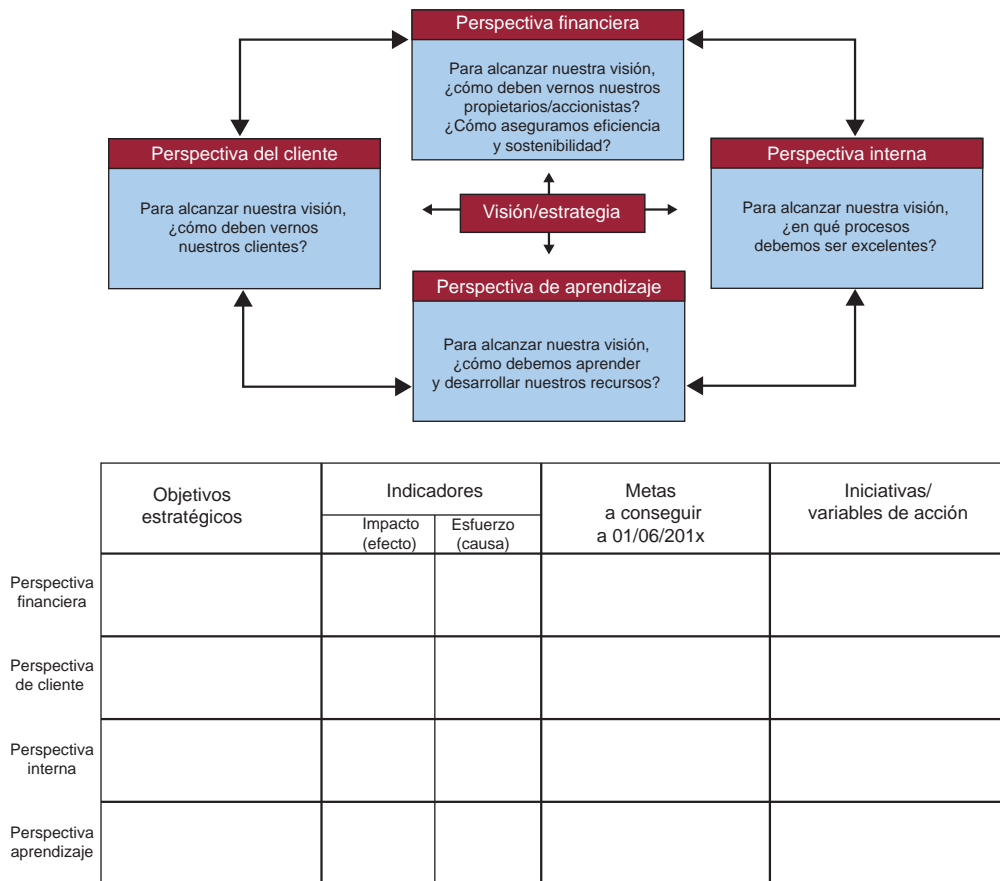 Perspectiva financiera
Para alcanzar nuestra visión,
¿cómo deben vernos nuestros
propietarios/accionistas?
¿Cómo aseguramos eficiencia
y sostenibilidad?
Perspectiva del cliente
Para alcanzar nuestra visión,
¿cómo deben vernos
nuestros clientes?
Visión/estrategia
Perspectiva interna
Para alcanzar nuestra visión,
¿en qué procesos
debemos ser excelentes?
Perspectiva de aprendizaje
Para alcanzar nuestra visión,
¿cómo debemos aprender
y desarrollar nuestros recursos?
Objetivos
estratégicos
Indicadores
Impacto
(efecto)
Esfuerzo
(causa)
Metas
a conseguir
a 01/06/201x
Iniciativas/
variables de acción
Perspectiva
financiera
Perspectiva
de cliente
Perspectiva
interna
Perspectiva
aprendizaje